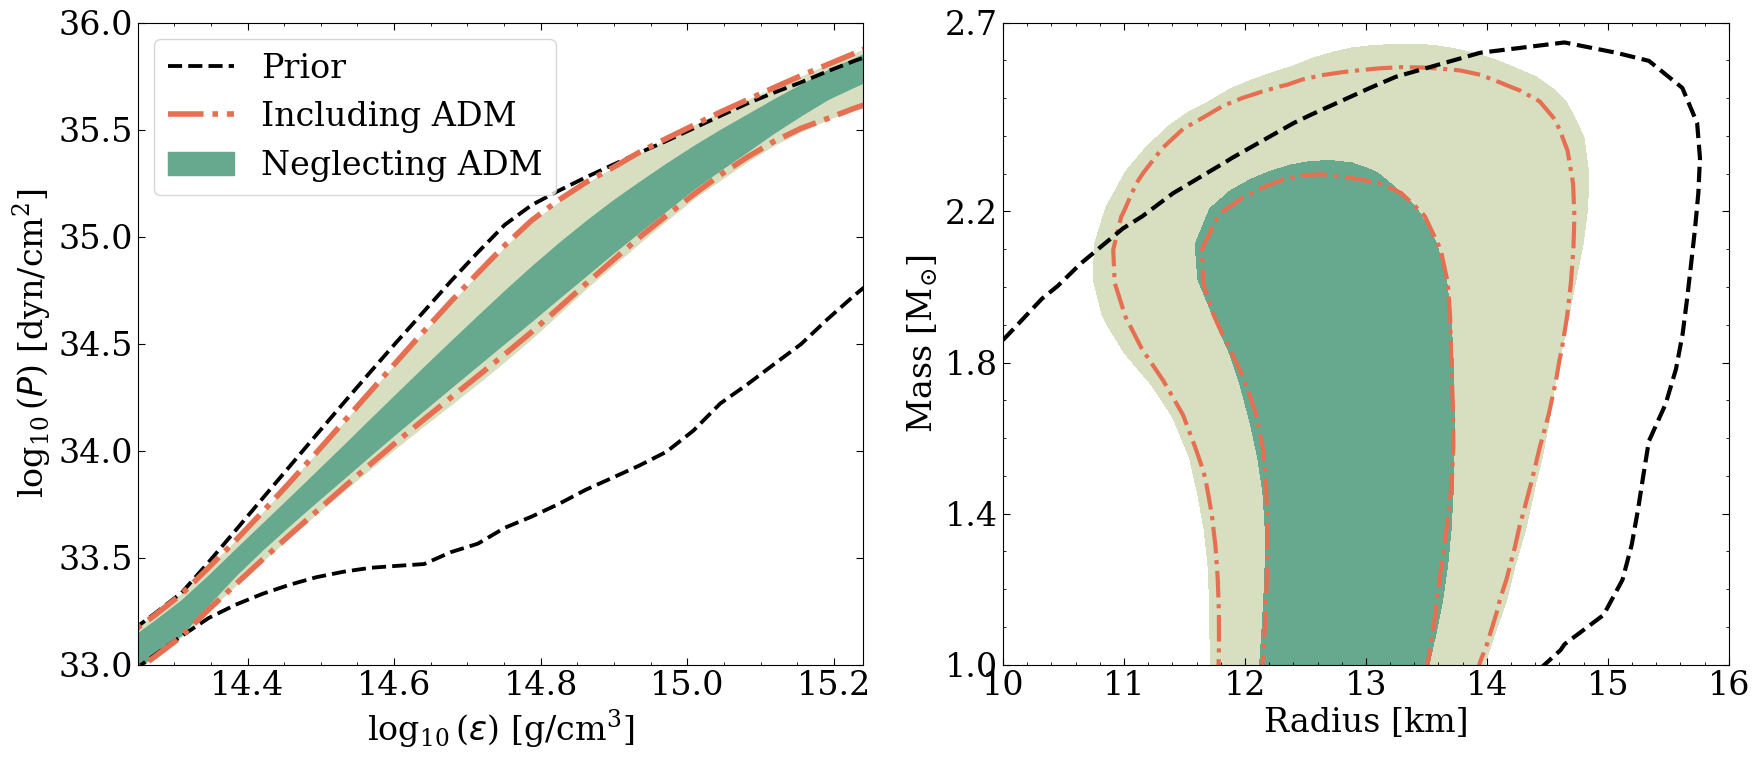 36.0
35.5
35.0
34.5
34.0
33.5
33.0
log₁₀(P) [dyn/cm²]
Prior
Including ADM
Neglecting ADM
14.4 14.6 14.8 15.0 15.2
log₁₀(ε) [g/cm³]
2.7
2.2
1.8
1.4
1.0
Mass [M⊙]
10 11 12 13 14 15 16
Radius [km]